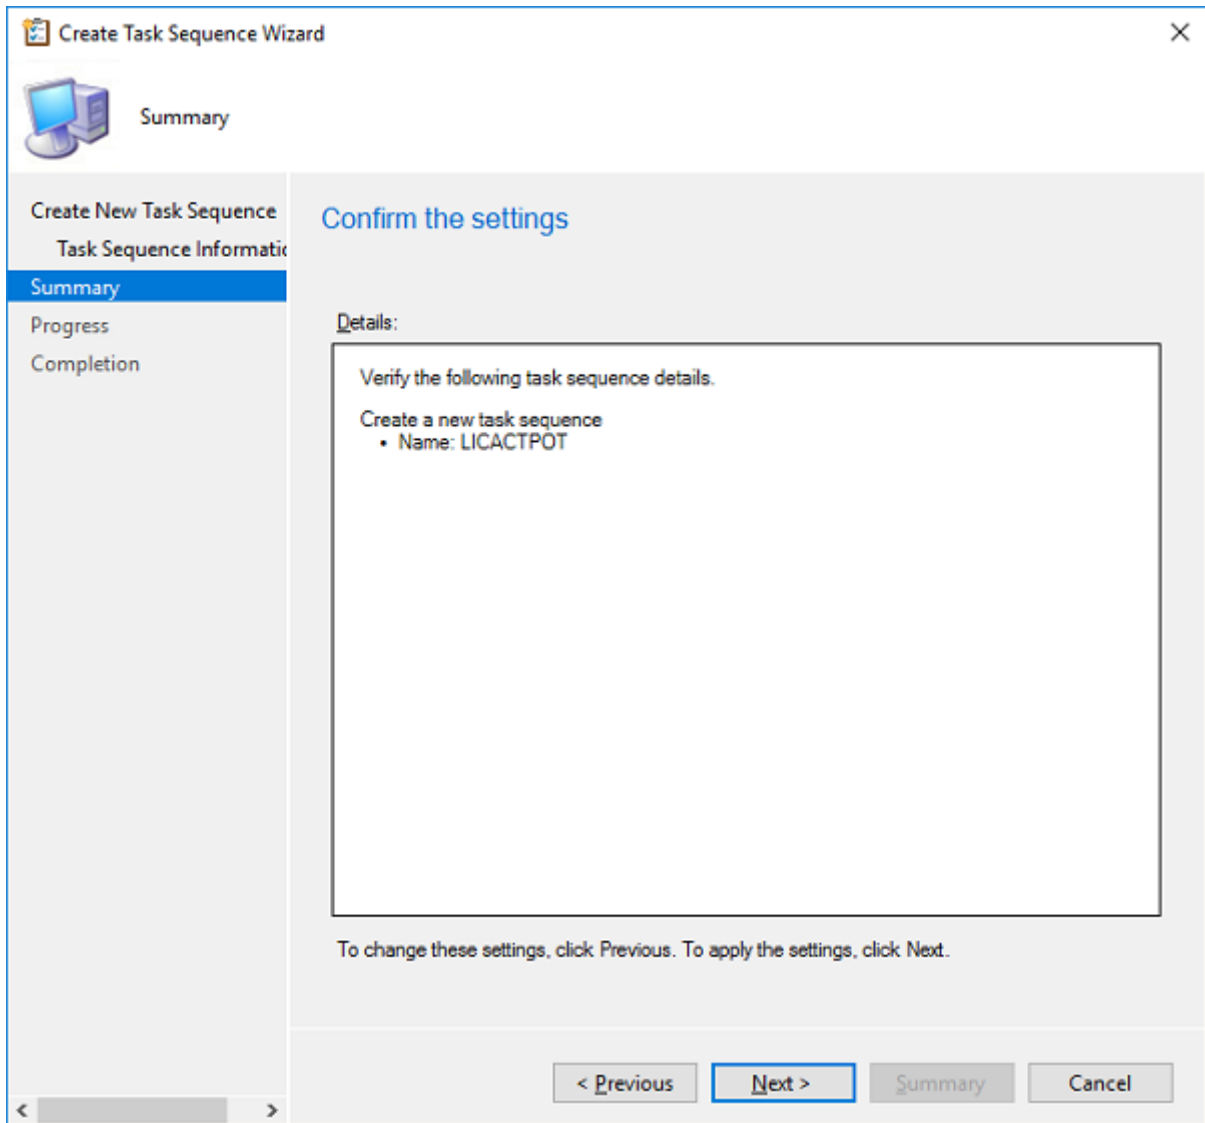 Create Task Sequence Wizard
Summary
Create New Task Sequence
Task Sequence Informatic
Summary
Progress
Completion
Confirm the settings
Details:
Verify the following task sequence details.
Create a new task sequence
• Name: LICACTPOT
To change these settings, click Previous. To apply the settings, click Next.
< Previous
Next >
Summary
Cancel